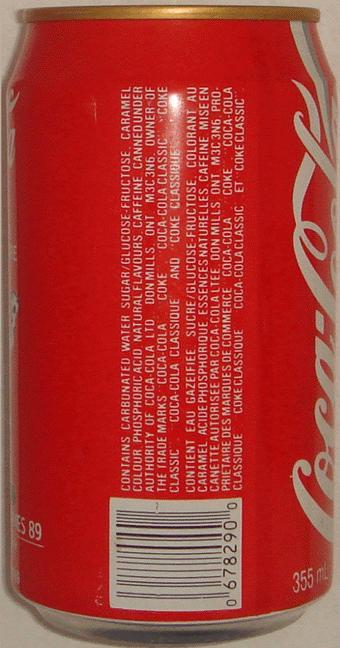 CONTAINS CARBONATED WATER SUGAR/GLUCOSE-FRUCTOSE, CARAMEL
COLOUR PHOSPHORIC ACID NATURAL FLAVOURS, CAFFEINE CANNED UNDER
AUTHORITY OF COCA-COLA LTD DON MILLS, ONT M3C 3N6, OWNER OF
THE TRADE MARKS COCA-COLA COKE COCA-COLA CLASSIC COKE
CLASSIC COCA-COLA CLASSIQUE AND COKE CLASSIQUE
CONTIENT EAU GAZEIFIEE SUCRE/GLUCOSE-FRUCTOSE COLORANT AU
CARAMEL ACIDE PHOSPHORIQUE ESSENCES NATURELLES, CAFEINE MISE EN
CANETTE AUTORISEE PAR COCA-COLA LTEE, DON MILLS, ONT M3C 3N6, PRO-
PRIETAIRE DES MARQUES DE COMMERCE COCA-COLA COKE COCA-COLA
CLASSIQUE COKE CLASSIQUE COCA-COLA CLASSIC ET COKE CLASSIC
0 678290 0
ES 89
Coca-Col
355 mL